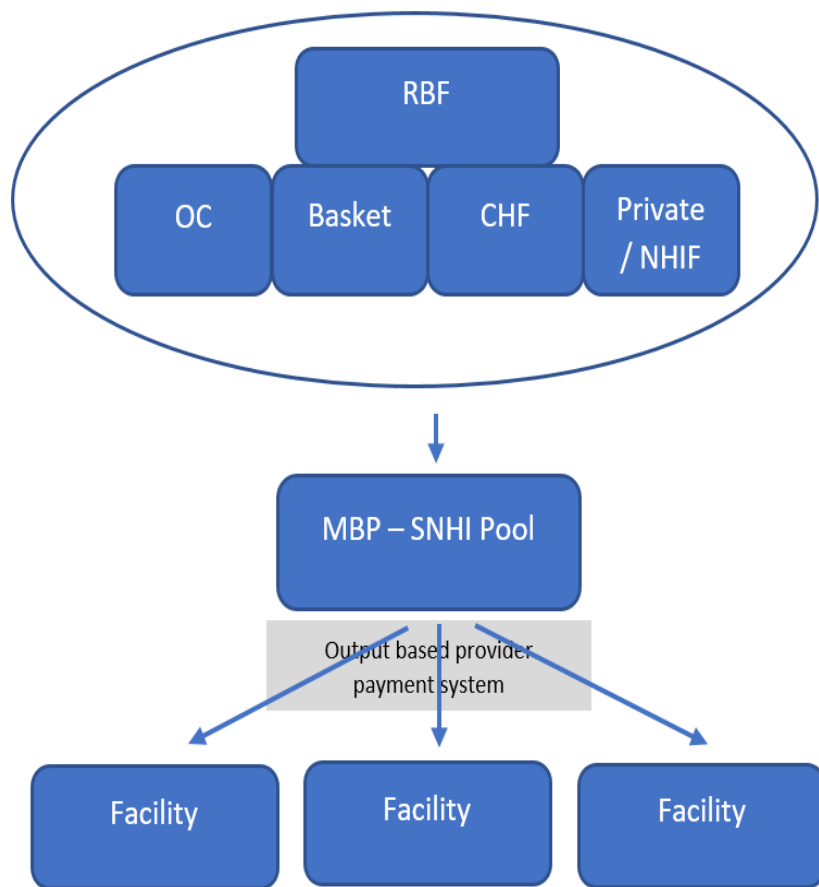 RBF
OC
Basket
CHF
Private
/ NHIF
MBP – SNHI Pool
Output based provider
payment system
Facility
Facility
Facility